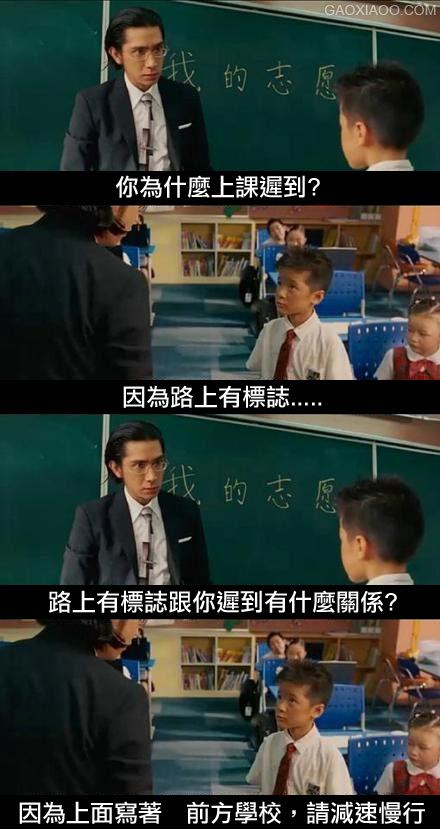 GAOXIAOO.COM
我的志愿
你為什麼上課遲到?
因為路上有標誌.....
我的志愿
路上有標誌跟你遲到有什麼關係?
因為上面寫著　前方學校，請減速慢行